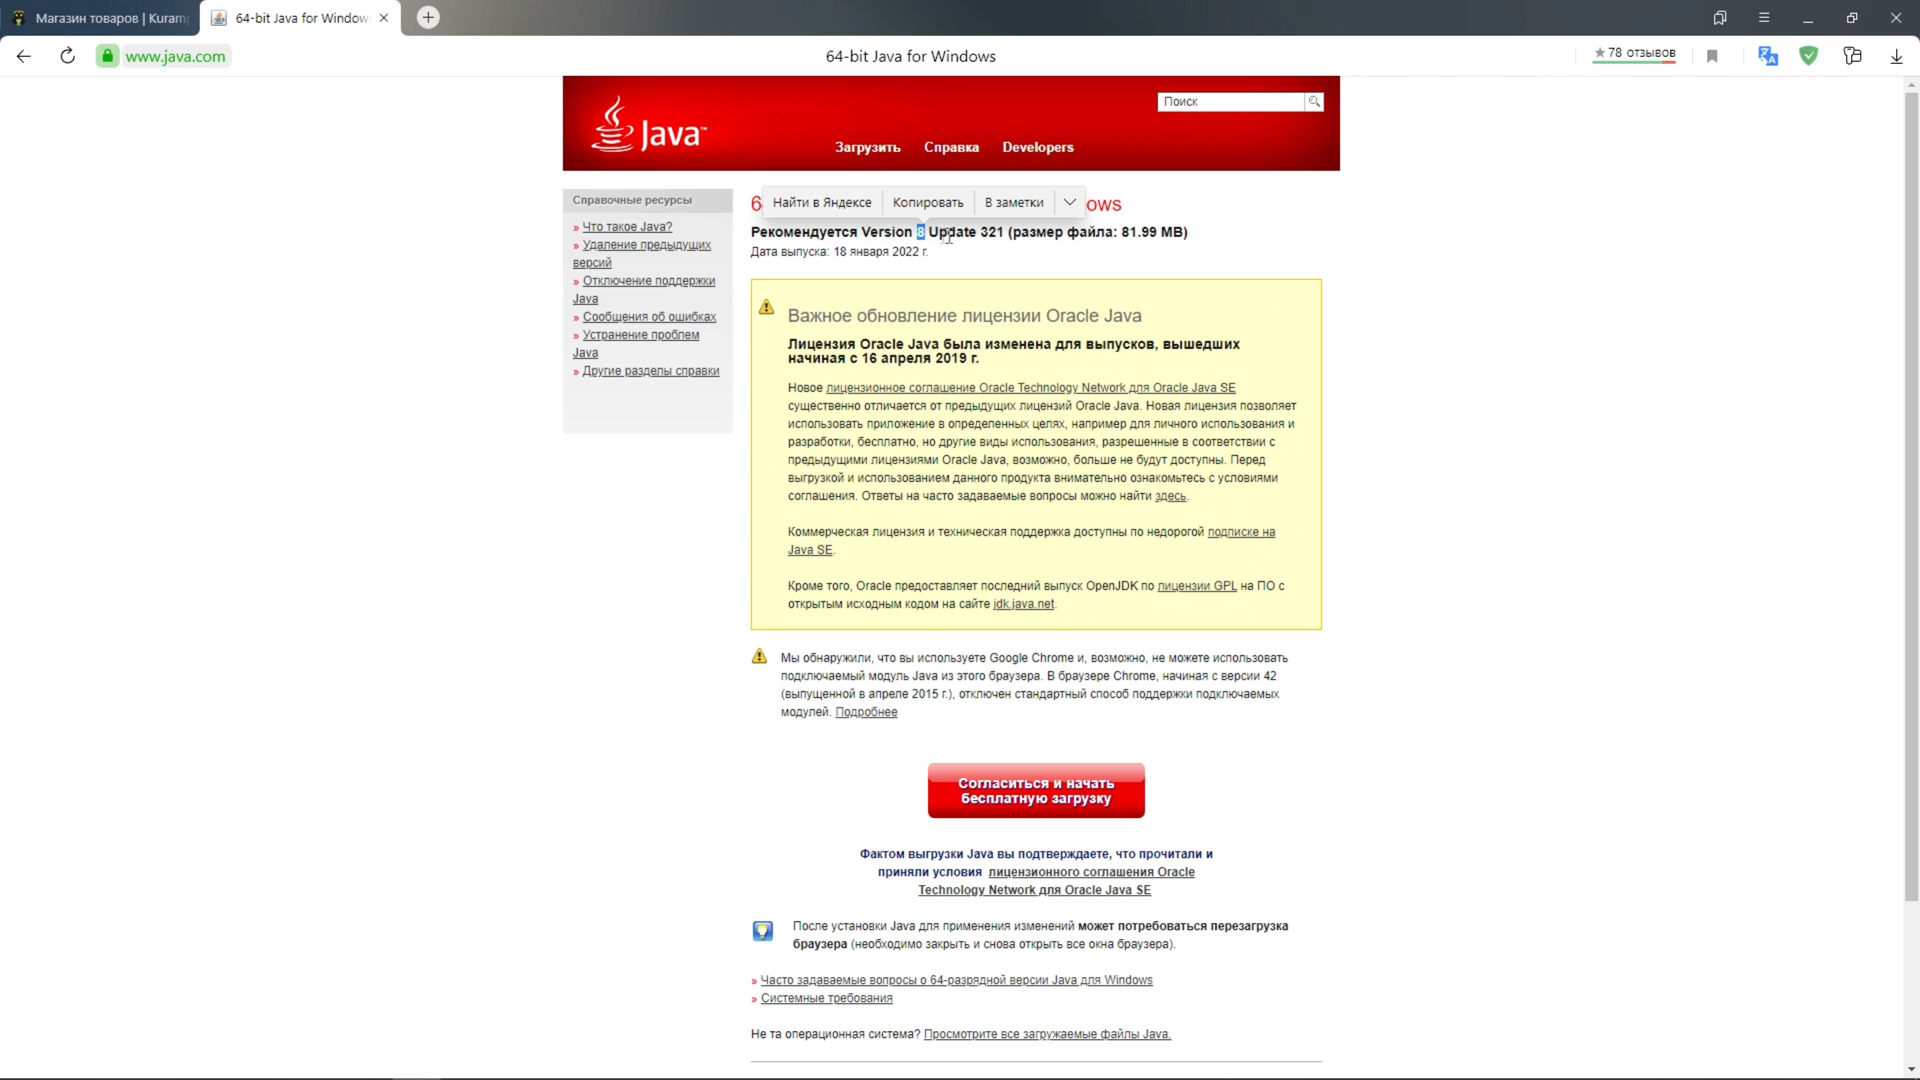 Магазин товаров | Kuram
64-bit Java for Window
www.java.com
64-bit Java for Windows
★ 78 отзывов
Java™
Поиск
Загрузить Справка Developers
Справочные ресурсы
» Что такое Java?
» Удаление предыдущих
версий
» Отключение поддержки
Java
» Сообщения об ошибках
» Устранение проблем
Java
» Другие разделы справки
6
Найти в Яндексе Копировать В заметки
ows
Рекомендуется Version 8 Update 321 (размер файла: 81.99 MB)
Дата выпуска: 18 января 2022 г.
Важное обновление лицензии Oracle Java
Лицензия Oracle Java была изменена для выпусков, вышедших
начиная с 16 апреля 2019 г.
Новое лицензионное соглашение Oracle Technology Network для Oracle Java SE
существенно отличается от предыдущих лицензий Oracle Java. Новая лицензия позволяет
использовать приложение в определенных целях, например для личного использования и
разработки, бесплатно, но другие виды использования, разрешенные в соответствии с
предыдущими лицензиями Oracle Java, возможно, больше не будут доступны. Перед
выгрузкой и использованием данного продукта внимательно ознакомьтесь с условиями
соглашения. Ответы на часто задаваемые вопросы можно найти здесь.
Коммерческая лицензия и техническая поддержка доступны по недорогой подписке на
Java SE.
Кроме того, Oracle предоставляет последний выпуск OpenJDK по лицензии GPL на ПО с
открытым исходным кодом на сайте jdk.java.net.
Мы обнаружили, что вы используете Google Chrome и, возможно, не можете использовать
подключаемый модуль Java из этого браузера. В браузере Chrome, начиная с версии 42
(выпущенной в апреле 2015 г.), отключен стандартный способ поддержки подключаемых
модулей. Подробнее
Согласиться и начать
бесплатную загрузку
Фактом выгрузки Java вы подтверждаете, что прочитали и
приняли условия лицензионного соглашения Oracle
Technology Network для Oracle Java SE
После установки Java для применения изменений может потребоваться перезагрузка
браузера (необходимо закрыть и снова открыть все окна браузера).
» Часто задаваемые вопросы о 64-разрядной версии Java для Windows
» Системные требования
Не та операционная система? Просмотрите все загружаемые файлы Java.